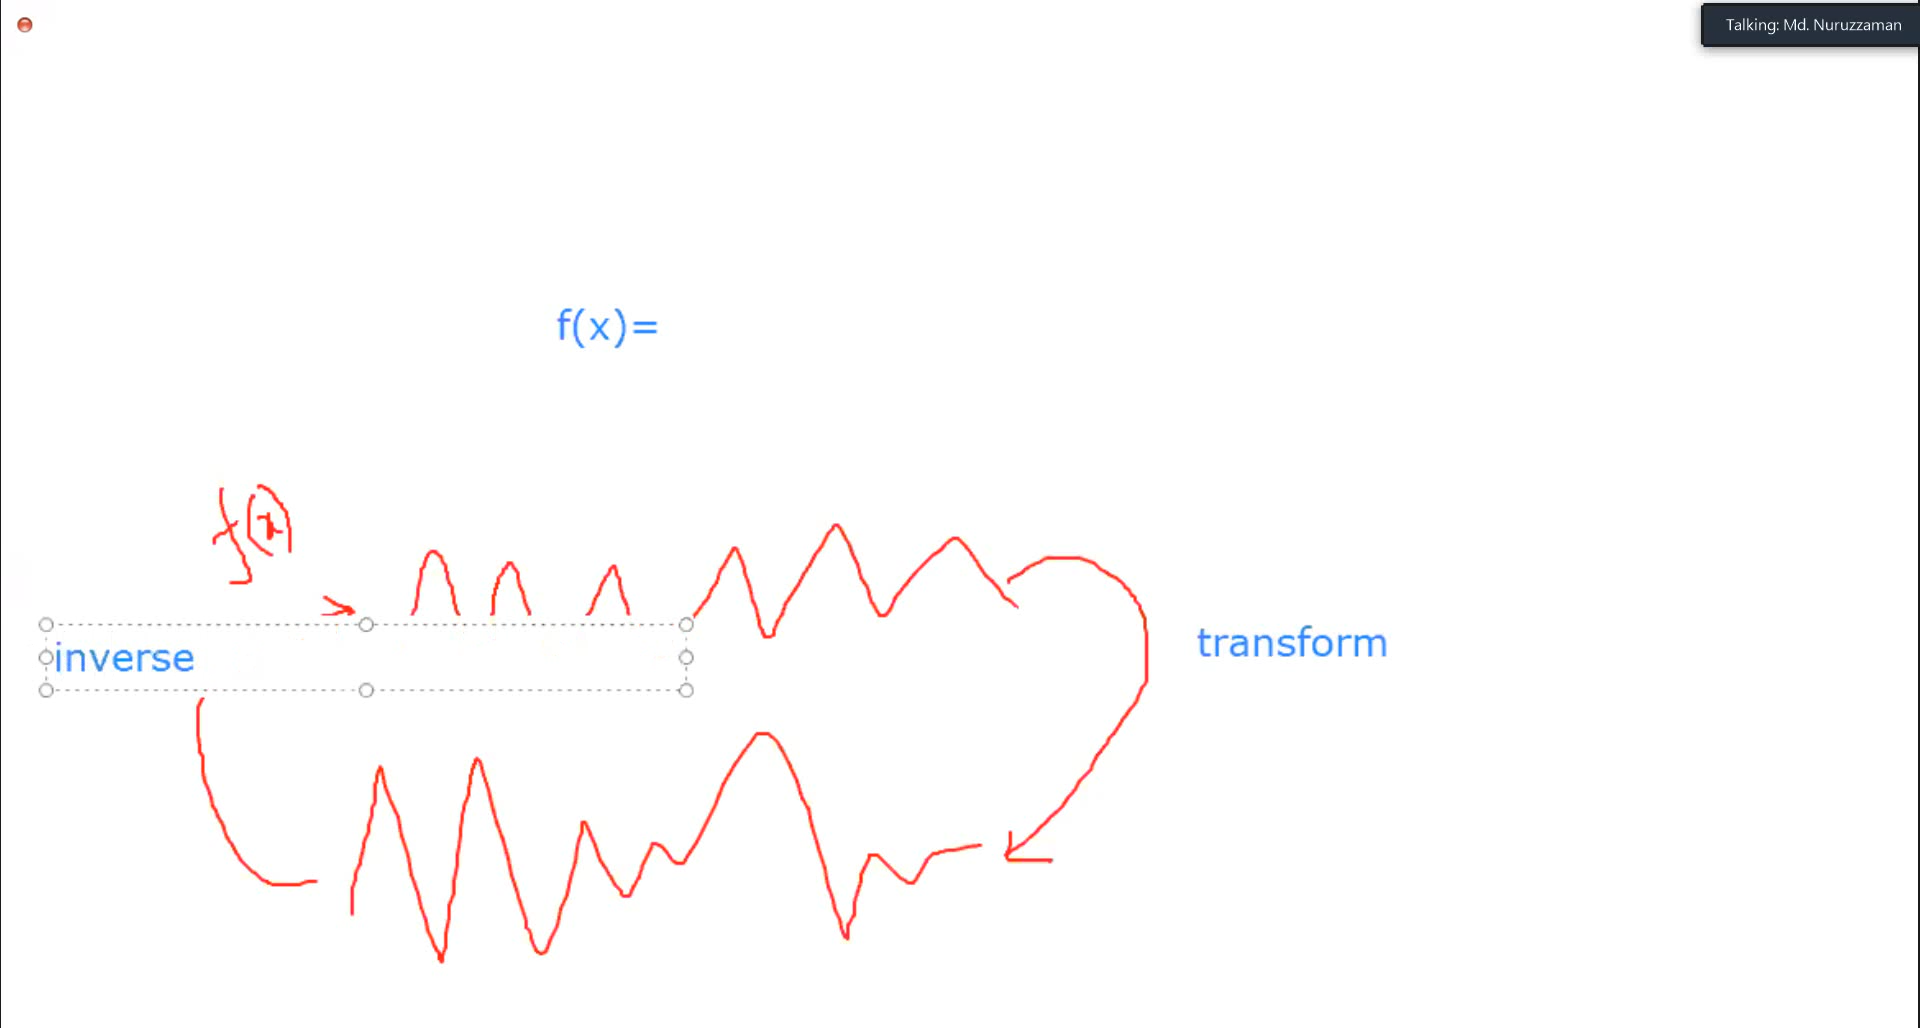 Talking: Md. Nuruzzaman
f(x)=
f(x)
inverse
transform